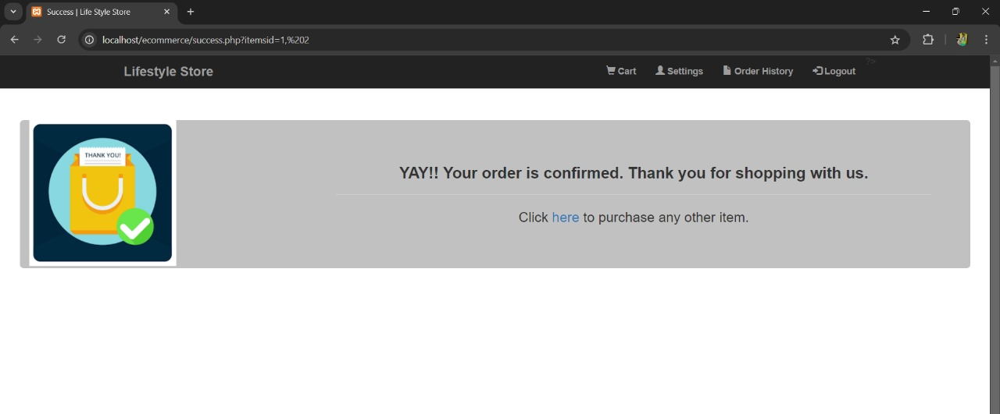 Success | Life Style Store
localhost/ecommerce/success.php?itemsid=1,%202
Lifestyle Store
Cart
Settings
Order History
Logout
?>
THANK YOU!
YAY!! Your order is confirmed. Thank you for shopping with us.
Click here to purchase any other item.